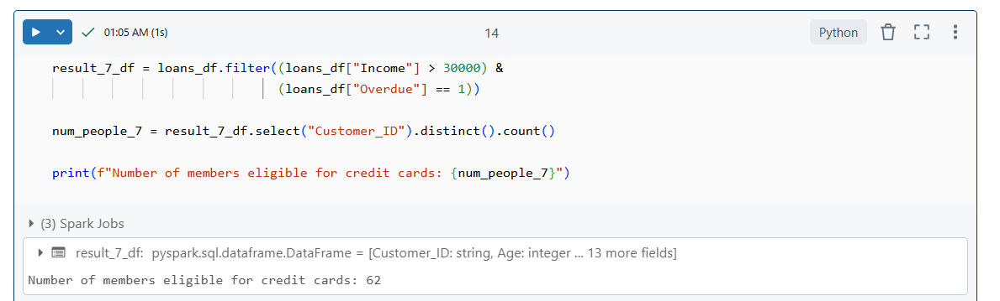 01:05 AM (1s)
14
Python
result_7_df = loans_df.filter((loans_df["Income"] > 30000) &
(loans_df["Overdue"] == 1))
num_people_7 = result_7_df.select("Customer_ID").distinct().count()
print(f"Number of members eligible for credit cards: {num_people_7}")
(3) Spark Jobs
result_7_df: pyspark.sql.dataframe.DataFrame = [Customer_ID: string, Age: integer ... 13 more fields]
Number of members eligible for credit cards: 62